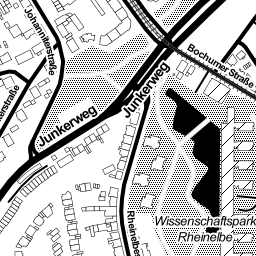 Johanniterstraße
Junkerweg
Junkerweg
Bochumer Straße
Wissenschaftspark
Rheinelbe